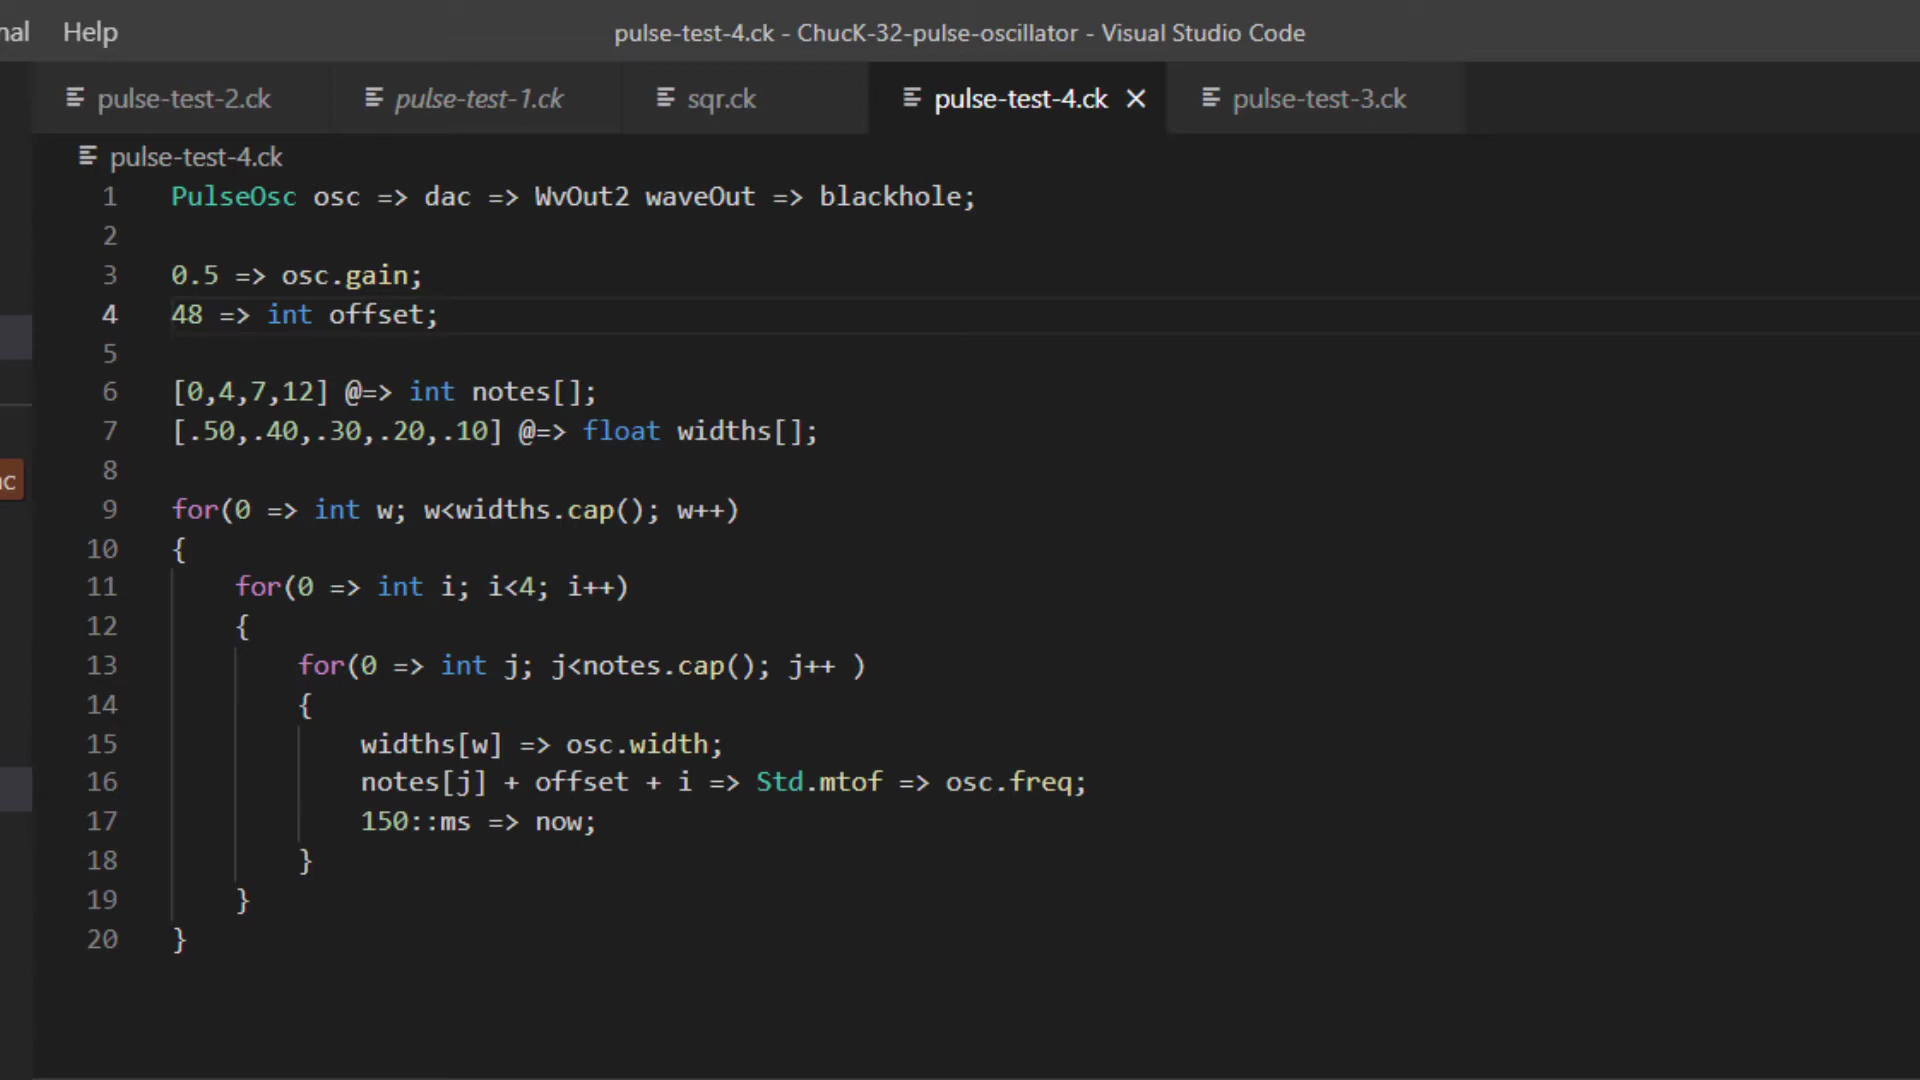 nal Help pulse-test-4.ck - ChucK-32-pulse-oscillator - Visual Studio Code
pulse-test-2.ck pulse-test-1.ck sqr.ck pulse-test-4.ck pulse-test-3.ck
pulse-test-4.ck
1 PulseOsc osc => dac => WvOut2 waveOut => blackhole;
2
3 0.5 => osc.gain;
4 48 => int offset;
5
6 [0,4,7,12] @=> int notes[];
7 [.50,.40,.30,.20,.10] @=> float widths[];
8
9 for(0 => int w; w<widths.cap(); w++)
10 {
11     for(0 => int i; i<4; i++)
12     {
13         for(0 => int j; j<notes.cap(); j++ )
14         {
15             widths[w] => osc.width;
16             notes[j] + offset + i => Std.mtof => osc.freq;
17             150::ms => now;
18         }
19     }
20 }